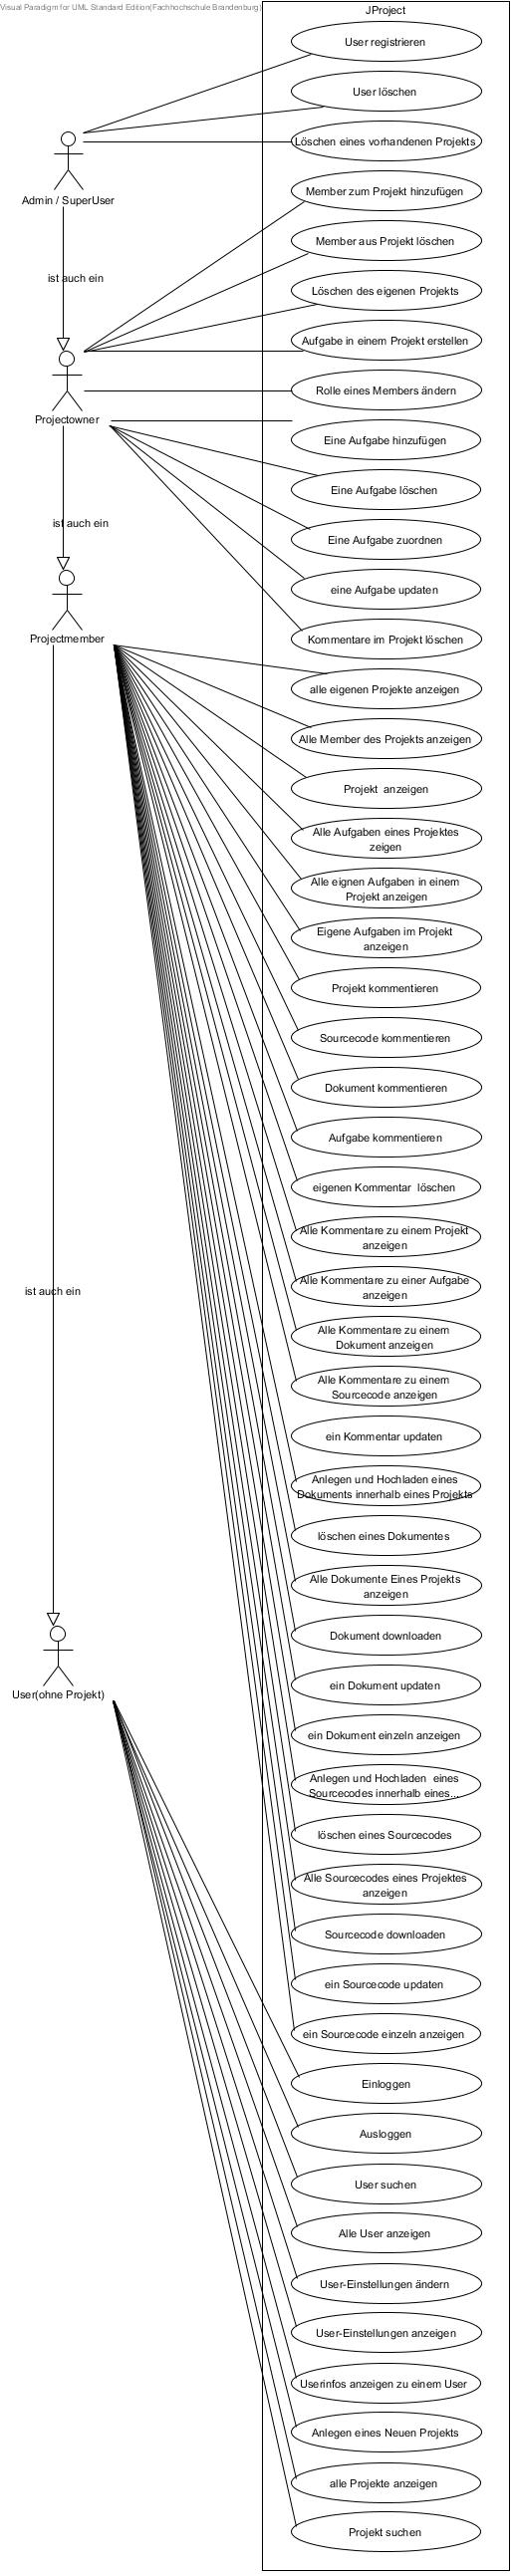 Visual Paradigm for UML Standard Edition(Fachhochschule Brandenburg)
JProject
User registrieren
User löschen
Löschen eines vorhandenen Projekts
Admin / SuperUser
Member zum Projekt hinzufügen
Member aus Projekt löschen
ist auch ein
Löschen des eigenen Projekts
Aufgabe in einem Projekt erstellen
Rolle eines Members ändern
Projectowner
Eine Aufgabe hinzufügen
Eine Aufgabe löschen
ist auch ein
Eine Aufgabe zuordnen
eine Aufgabe updaten
Projektmember
Kommentare im Projekt löschen
alle eigenen Projekte anzeigen
Alle Member des Projekts anzeigen
Projekt  anzeigen
Alle Aufgaben eines Projektes
zeigen
Alle eignen Aufgaben in einem
Projekt anzeigen
Eigene Aufgaben im Projekt
anzeigen
Projekt kommentieren
Sourcecode kommentieren
Dokument kommentieren
Aufgabe kommentieren
eigenen Kommentar  löschen
Alle Kommentare zu einem Projekt
anzeigen
Alle Kommentare zu einer Aufgabe
anzeigen
ist auch ein
Alle Kommentare zu einem
Dokument anzeigen
Alle Kommentare zu einem
Sourcecode anzeigen
ein Kommentar updaten
Anlegen und Hochladen eines
Dokuments innerhalb eines Projekts
löschen eines Dokumentes
Alle Dokumente Eines Projekts
anzeigen
Dokument downloaden
ein Dokument updaten
User(ohne Projekt)
ein Dokument einzeln anzeigen
Anlegen und Hochladen  eines
Sourcecodes innerhalb eines...
löschen eines Sourcecodes
Alle Sourcecodes eines Projektes
anzeigen
Sourcecode downloaden
ein Sourcecode updaten
ein Sourcecode einzeln anzeigen
Einloggen
Ausloggen
User suchen
Alle User anzeigen
User-Einstellungen ändern
User-Einstellungen anzeigen
Userinfos anzeigen zu einem User
Anlegen eines Neuen Projekts
alle Projekte anzeigen
Projekt suchen